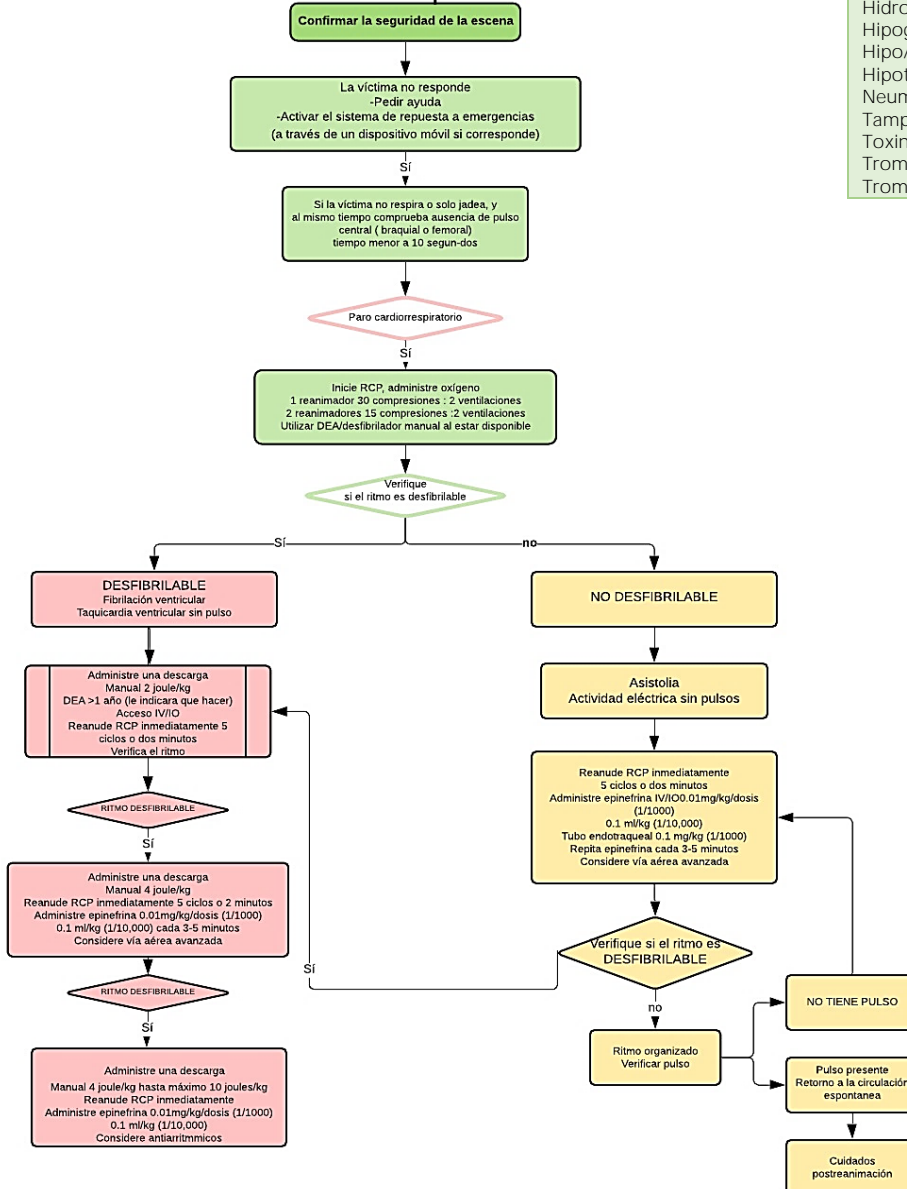 Confirmar la seguridad de la escena
La víctima no responde
-Pedir ayuda
-Activar el sistema de repuesta a emergencias
(a través de un dispositivo móvil si corresponde)
Sí
Si la víctima no respira o solo jadea, y
al mismo tiempo comprueba ausencia de pulso
central ( braquial o femoral)
tiempo menor a 10 segun-dos
Paro cardiorrespiratorio
Sí
Inicie RCP, administre oxígeno
1 reanimador 30 compresiones : 2 ventilaciones
2 reanimadores 15 compresiones :2 ventilaciones
Utilizar DEA/desfibrilador manual al estar disponible
Verifique
si el ritmo es desfibrilable
Sí
no
DESFIBRILABLE
Fibrilación ventricular
Taquicardia ventricular sin pulso
Administre una descarga
Manual 2 joule/kg
DEA >1 año (le indicara que hacer)
Acceso IV/IO
Reanude RCP inmediatamente 5
ciclos o dos minutos
Verifica el ritmo
RITMO DESFIBRILABLE
Sí
Administre una descarga
Manual 4 joule/kg
Reanude RCP inmediatamente 5 ciclos o 2 minutos
Administre epinefrina 0.01mg/kg/dosis (1/1000)
0.1 ml/kg (1/10,000) cada 3-5 minutos
Considere vía aérea avanzada
RITMO DESFIBRILABLE
Sí
Administre una descarga
Manual 4 joule/kg hasta máximo 10 joules/kg
Reanude RCP inmediatamente
Administre epinefrina 0.01mg/kg/dosis (1/1000)
0.1 ml/kg (1/10,000)
Considere antiarritmmicos
NO DESFIBRILABLE
Asistolia
Actividad eléctrica sin pulsos
Reanude RCP inmediatamente
5 ciclos o dos minutos
Administre epinefrina IV/IO0.01mg/kg/dosis
(1/1000)
0.1 ml/kg (1/10,000)
Tubo endotraqueal 0.1 mg/kg (1/1000)
Repita epinefrina cada 3-5 minutos
Considere vía aérea avanzada
Verifique si el ritmo es
DESFIBRILABLE
Sí
no
Ritmo organizado
Verificar pulso
NO TIENE PULSO
Pulso presente
Retorno a la circulación
espontanea
Cuidados
postreanimación
Hidro
Hipo/
Hipot
Neum
Tamp
Toxin
Trom
Trom